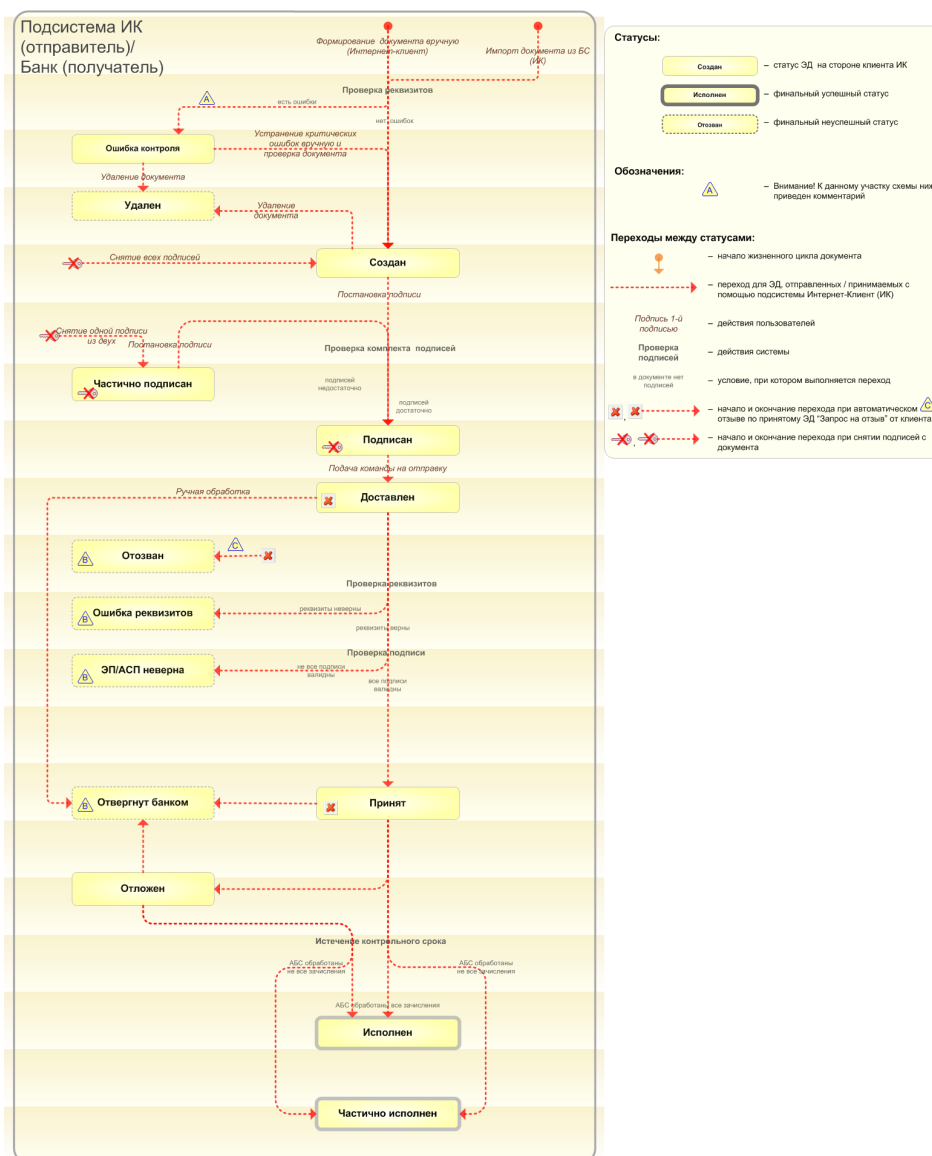 Подсистема ИК
(отправитель)/
Банк (получатель)
Формирование документа вручную
(Интернет-клиент)
Импорт документа из БС
(ИК)
Проверка реквизитов
A
есть ошибки
нет ошибок
Ошибка контроля
Устранение критических
ошибок вручную и
проверка документа
Удаление документа
Удален
Удаление
документа
Снятие всех подписей
Создан
Постановка подписи
Снятие одной подписи
из двух
Постановка подписи
Проверка комплекта подписей
Частично подписан
подписей
недостаточно
подписей
достаточно
Подписан
Подача команды на отправку
Ручная обработка
Доставлен
B
Отозван
C
Проверка реквизитов
B
Ошибка реквизитов
реквизиты неверны
реквизиты верны
Проверка подписи
B
ЭП/АСП неверна
не все подписи
валидны
все подписи
валидны
B
Отвергнут банком
Принят
Отложен
Истечение контрольного срока
АБС обработаны
не все зачисления
АБС обработаны
не все зачисления
АБС обработаны все зачисления
Исполнен
Частично исполнен
Статусы:
Создан
– статус ЭД на стороне клиента ИК
Исполнен
– финальный успешный статус
Отозван
– финальный неуспешный статус
Обозначения:
A
– Внимание! К данному участку схемы ниж
приведен комментарий
Переходы между статусами:
– начало жизненного цикла документа
– переход для ЭД, отправленных / принимаемых с
помощью подсистемы Интернет-Клиент (ИК)
Подпись 1-й
подписью
– действия пользователей
Проверка
подписей
– действия системы
в документе нет
подписей
– условие, при котором выполняется переход
– начало и окончание перехода при автоматическом C
отзыве по принятому ЭД "Запрос на отзыв" от клиента
– начало и окончание перехода при снятии подписей с
документа